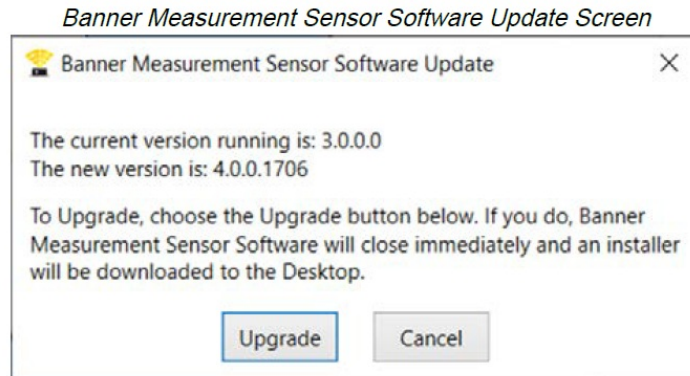 Banner Measurement Sensor Software Update Screen
Banner Measurement Sensor Software Update
The current version running is: 3.0.0.0
The new version is: 4.0.0.1706
To Upgrade, choose the Upgrade button below. If you do, Banner
Measurement Sensor Software will close immediately and an installer
will be downloaded to the Desktop.
Upgrade
Cancel